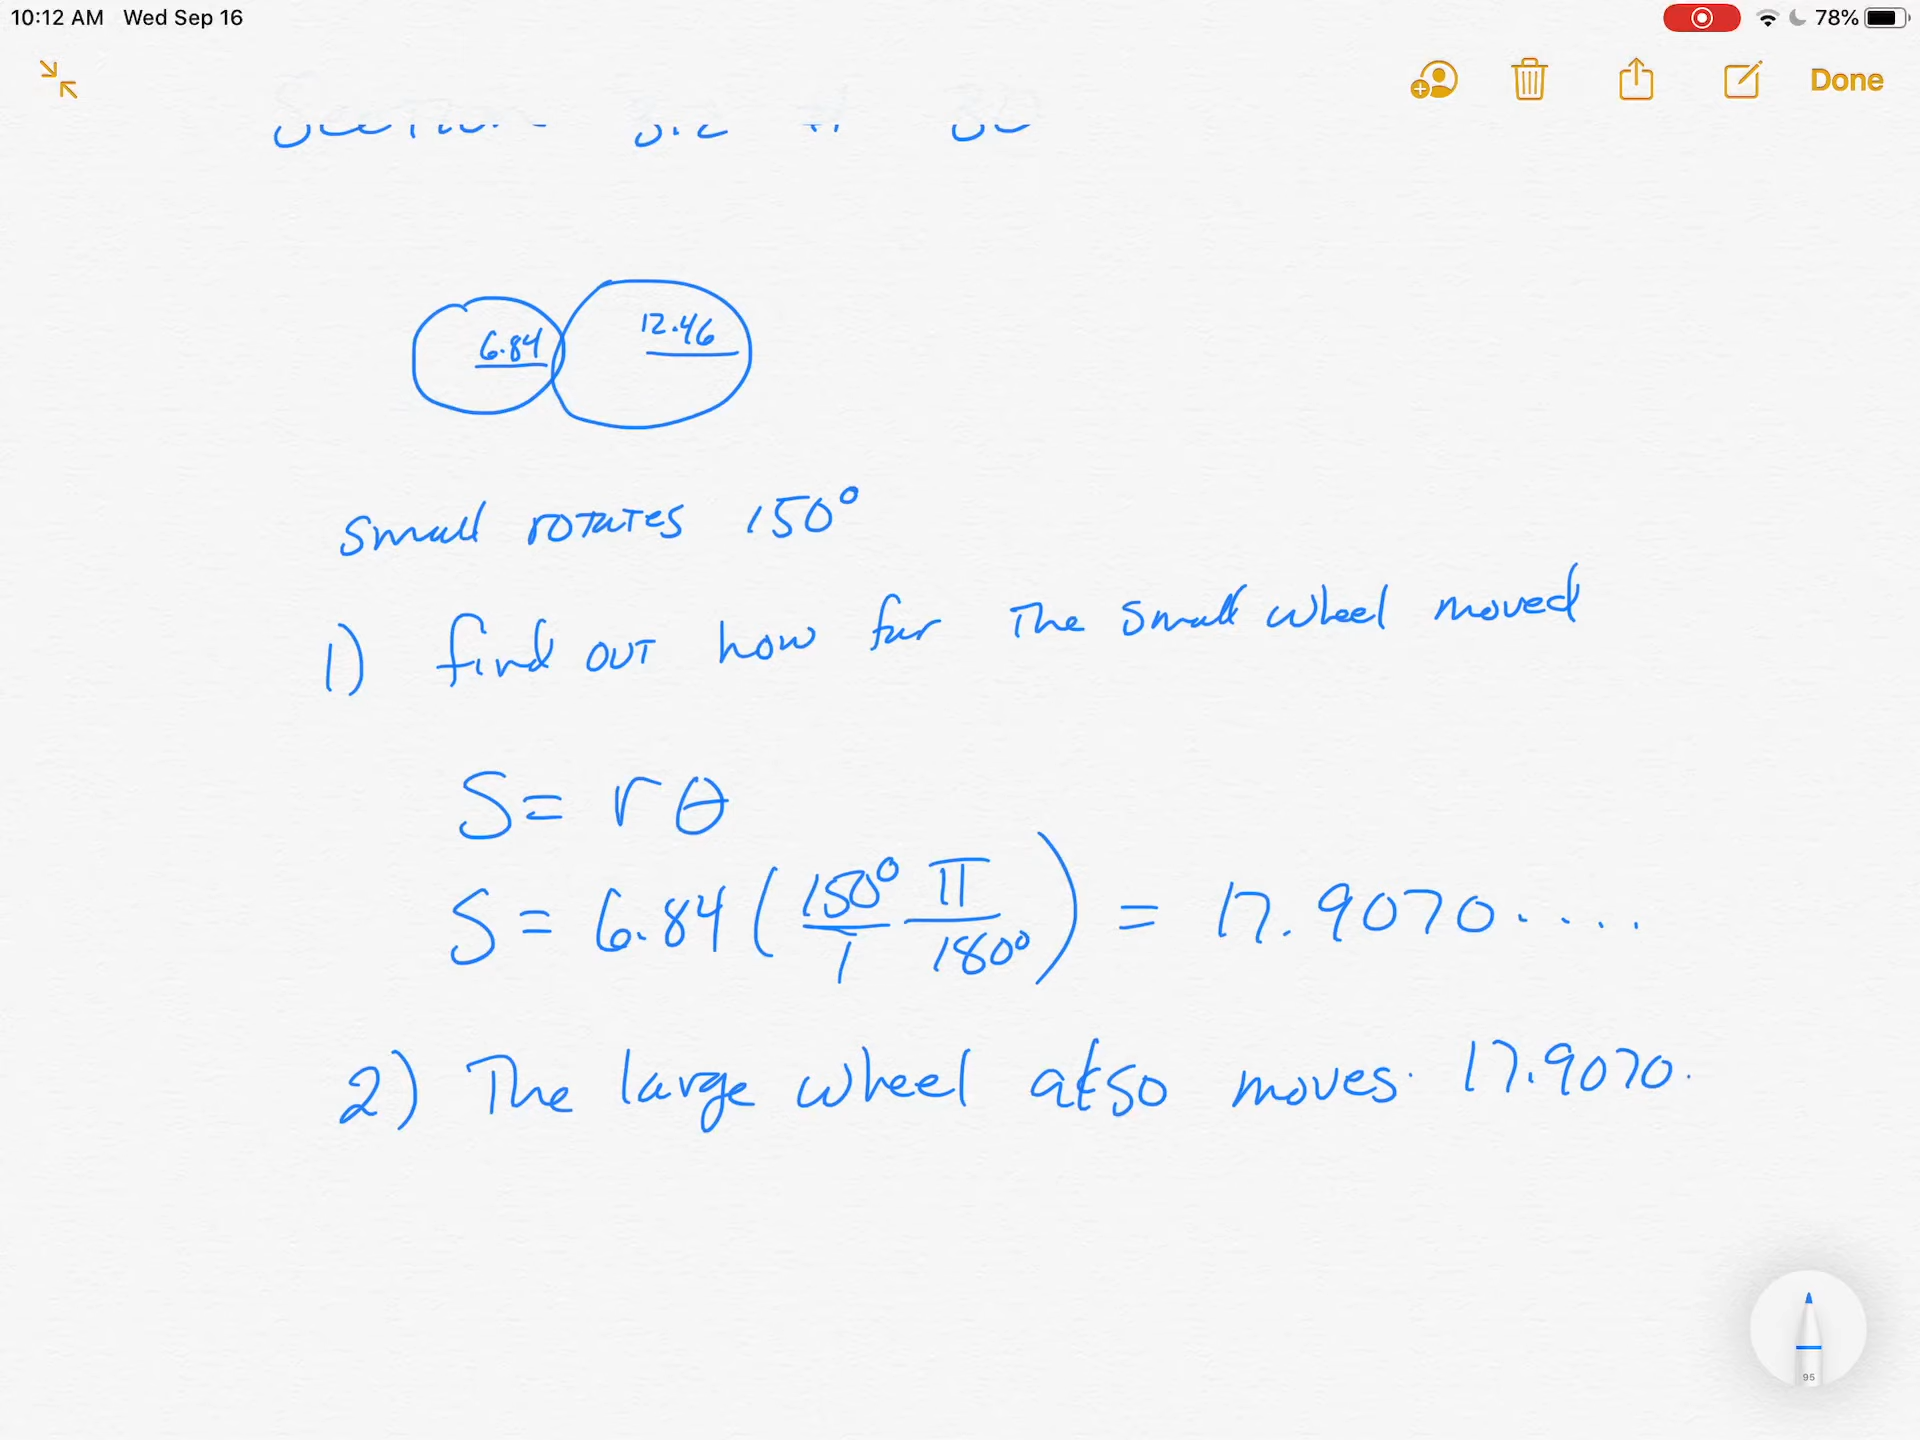 10:12 AM Wed Sep 16
78%
Done
6.84
12.46
Small rotates 150°
1) find out how far the small wheel moved
S = rθ
S = 6.84 ( 150°/1 π/180° ) = 17.9070.....
2) The large wheel also moves 17.9070.
95